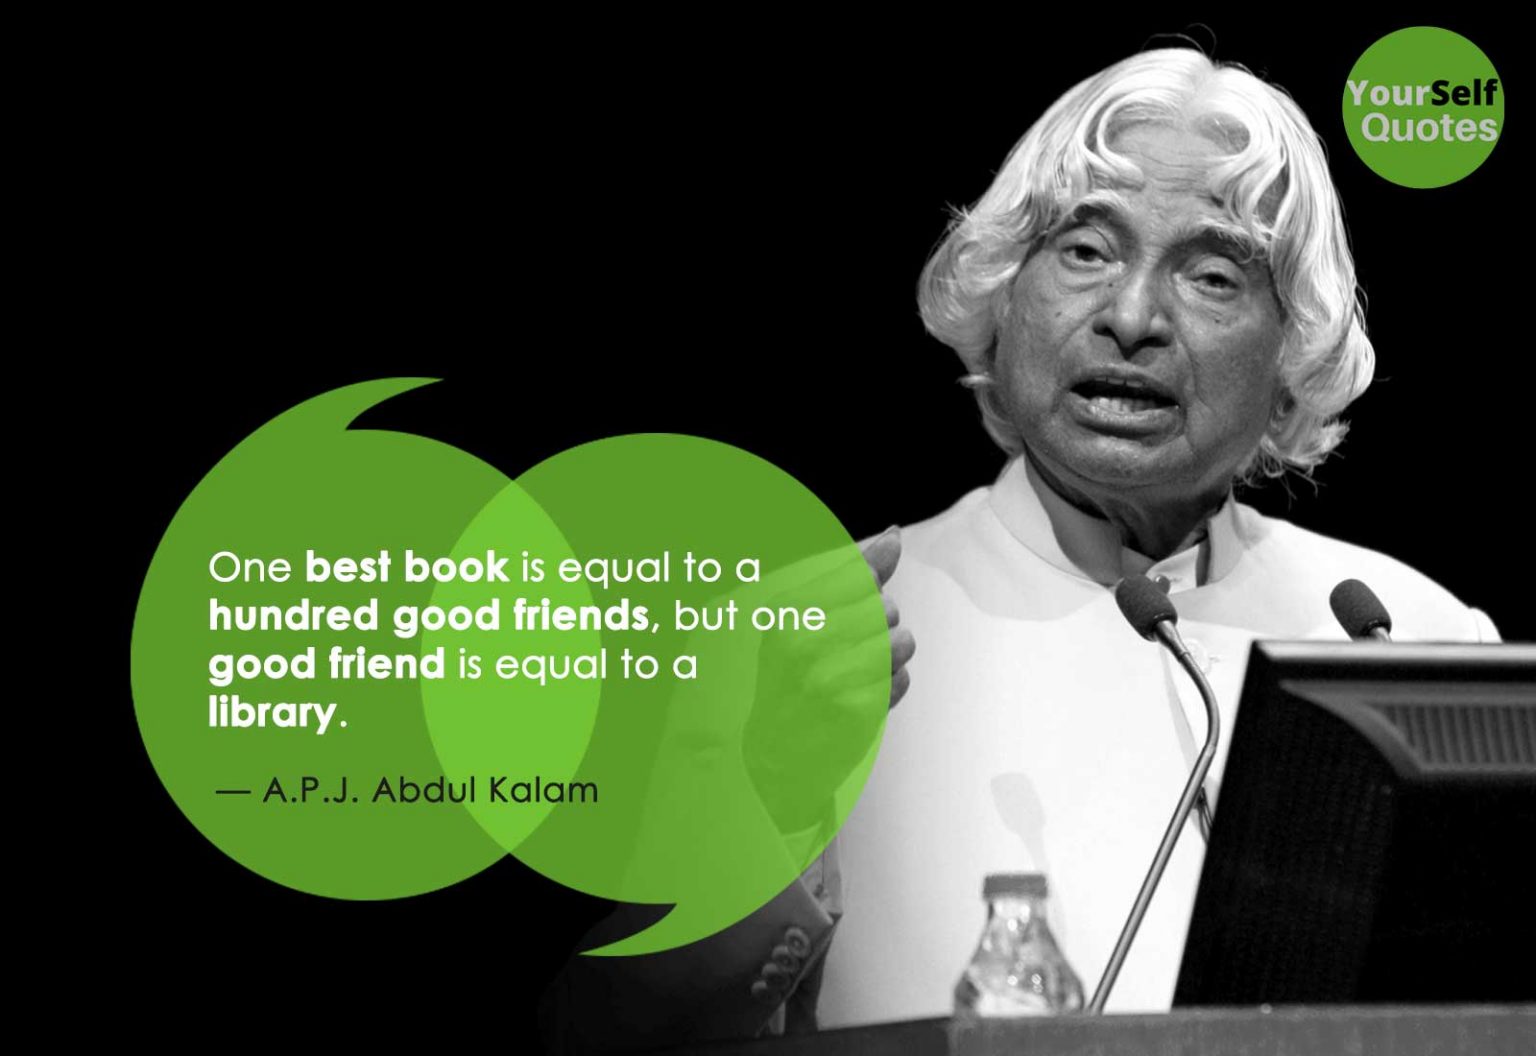 YourSelf
Quotes
One best book is equal to a
hundred good friends, but one
good friend is equal to a
library.
— A.P.J. Abdul Kalam